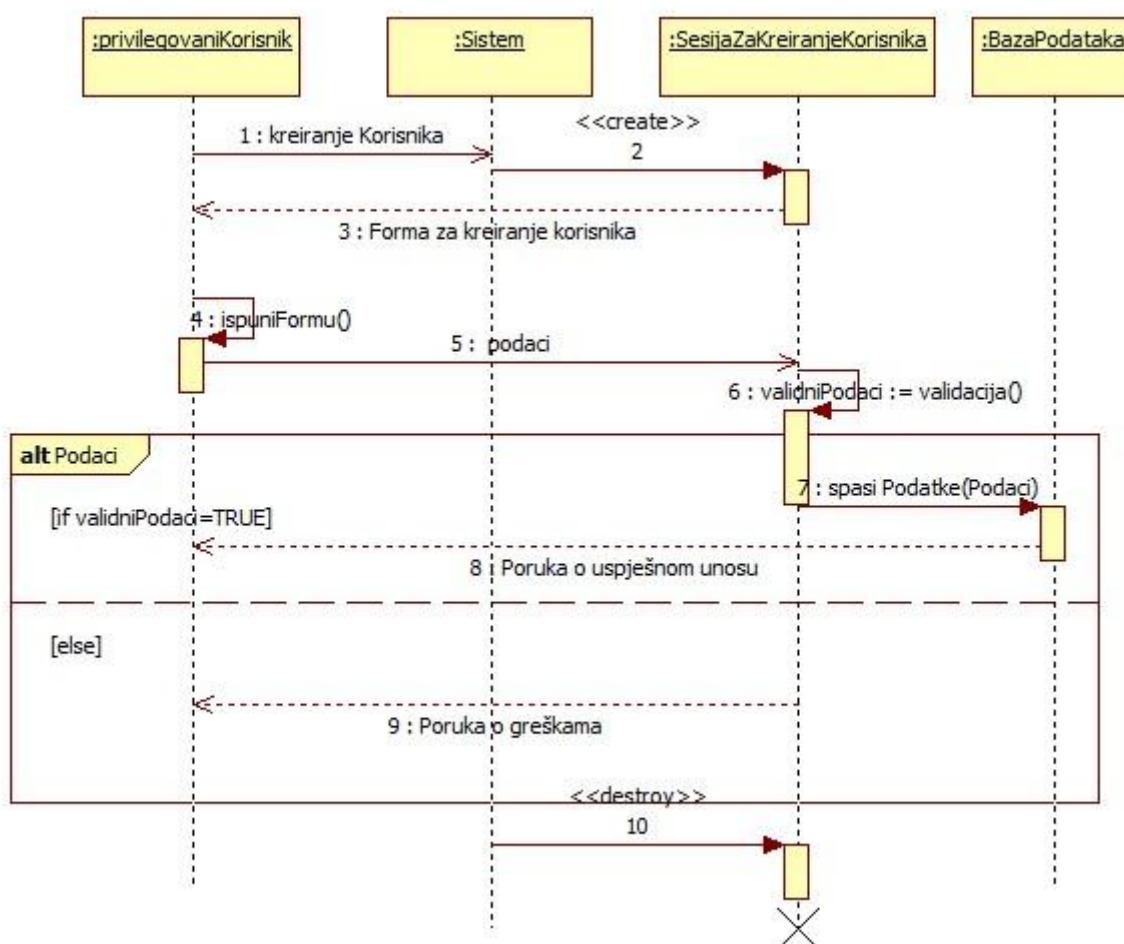 :privilegovaniKorisnik
:Sistem
:SesijaZaKreiranjeKorisnika
:BazaPodataka
<<create>>
1 : kreiranje Korisnika
2
3 : Forma za kreiranje korisnika
4 : ispuniFormu()
5 : podaci
6 : validniPodaci := validacija()
alt Podaci
7 : spasi Podatke(Podaci)
[if validniPodaci=TRUE]
8 : Poruka o uspješnom unosu
[else]
9 : Poruka o greškama
<<destroy>>
10